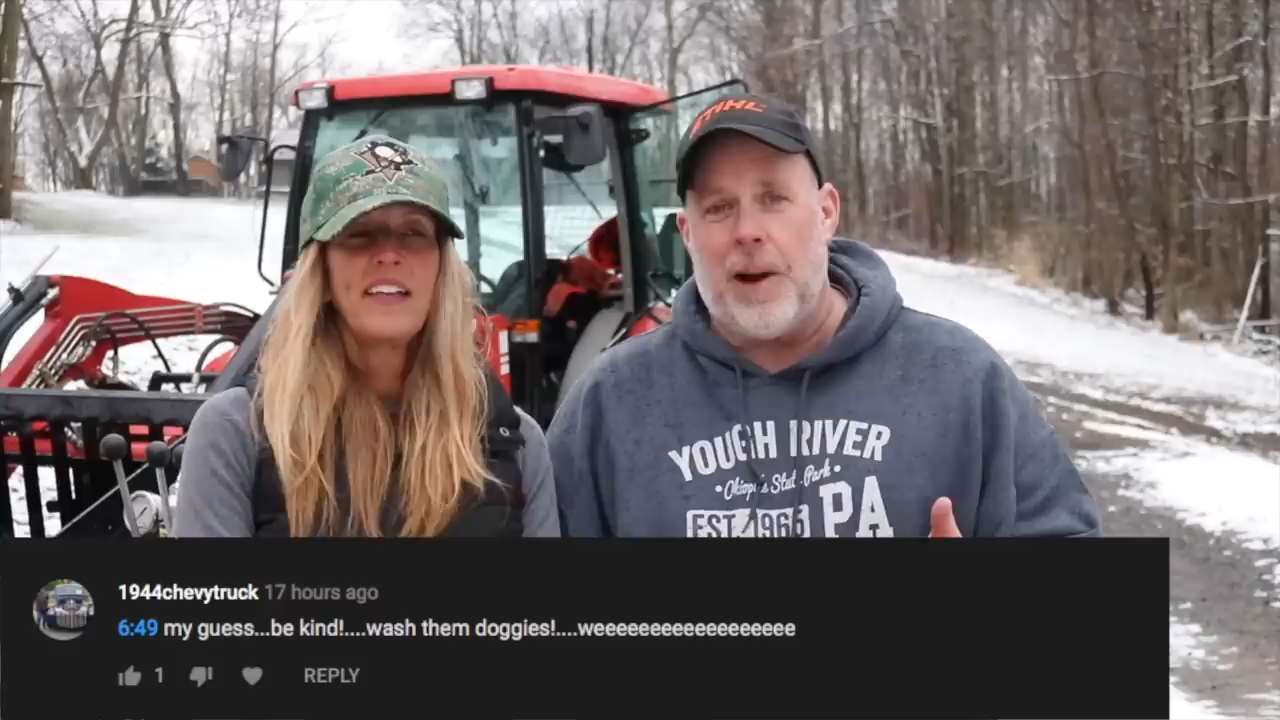 STIHL
YOUGH RIVER
Ohiopyle State Park
EST. 1965 PA
1944chevytruck 17 hours ago
6:49 my guess...be kind!....wash them doggies!....weeeeeeeeeeeeeeeeee
1
REPLY